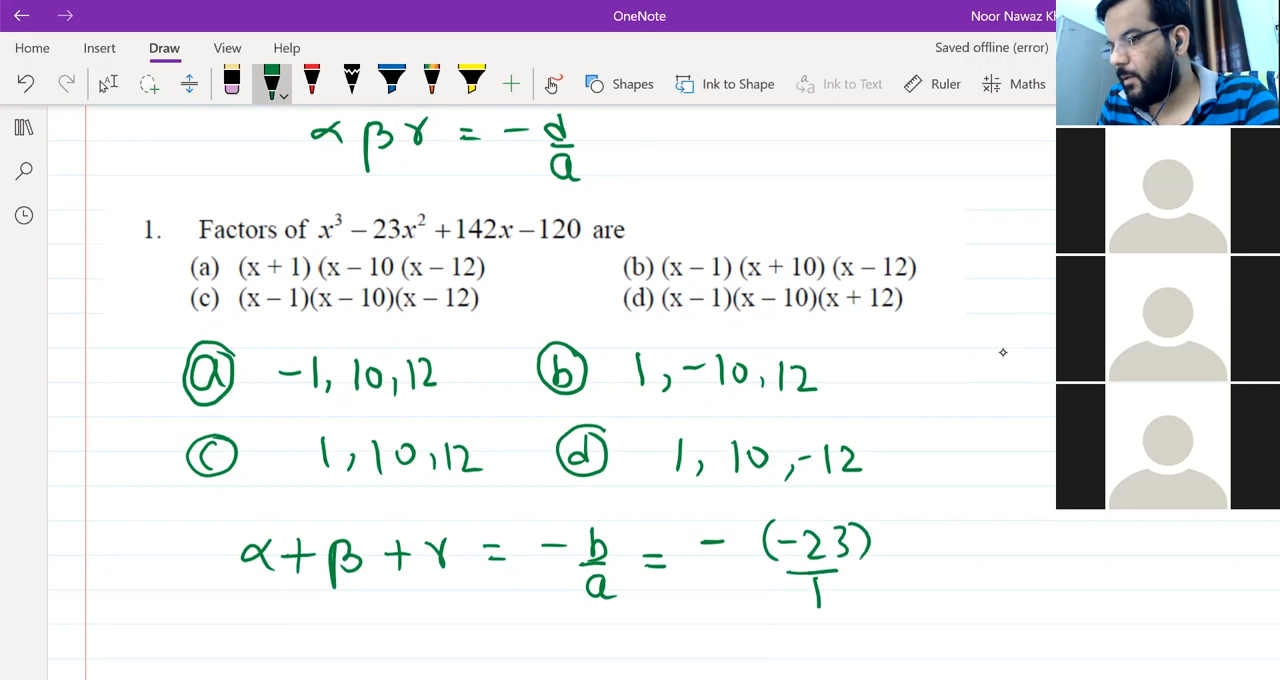 OneNote
Noor Nawaz Kh
Home Insert Draw View Help
Saved offline (error)
Shapes Ink to Shape Ink to Text Ruler Maths
α β γ = - d/a
1. Factors of x³ – 23x² + 142x – 120 are
(a) (x + 1) (x – 10 (x – 12) (b) (x – 1) (x + 10) (x – 12)
(c) (x – 1)(x – 10)(x – 12) (d) (x – 1)(x – 10)(x + 12)
a -1, 10, 12 b 1, -10, 12
c 1, 10, 12 d 1, 10, -12
α + β + γ = - b/a = - (-23)/1